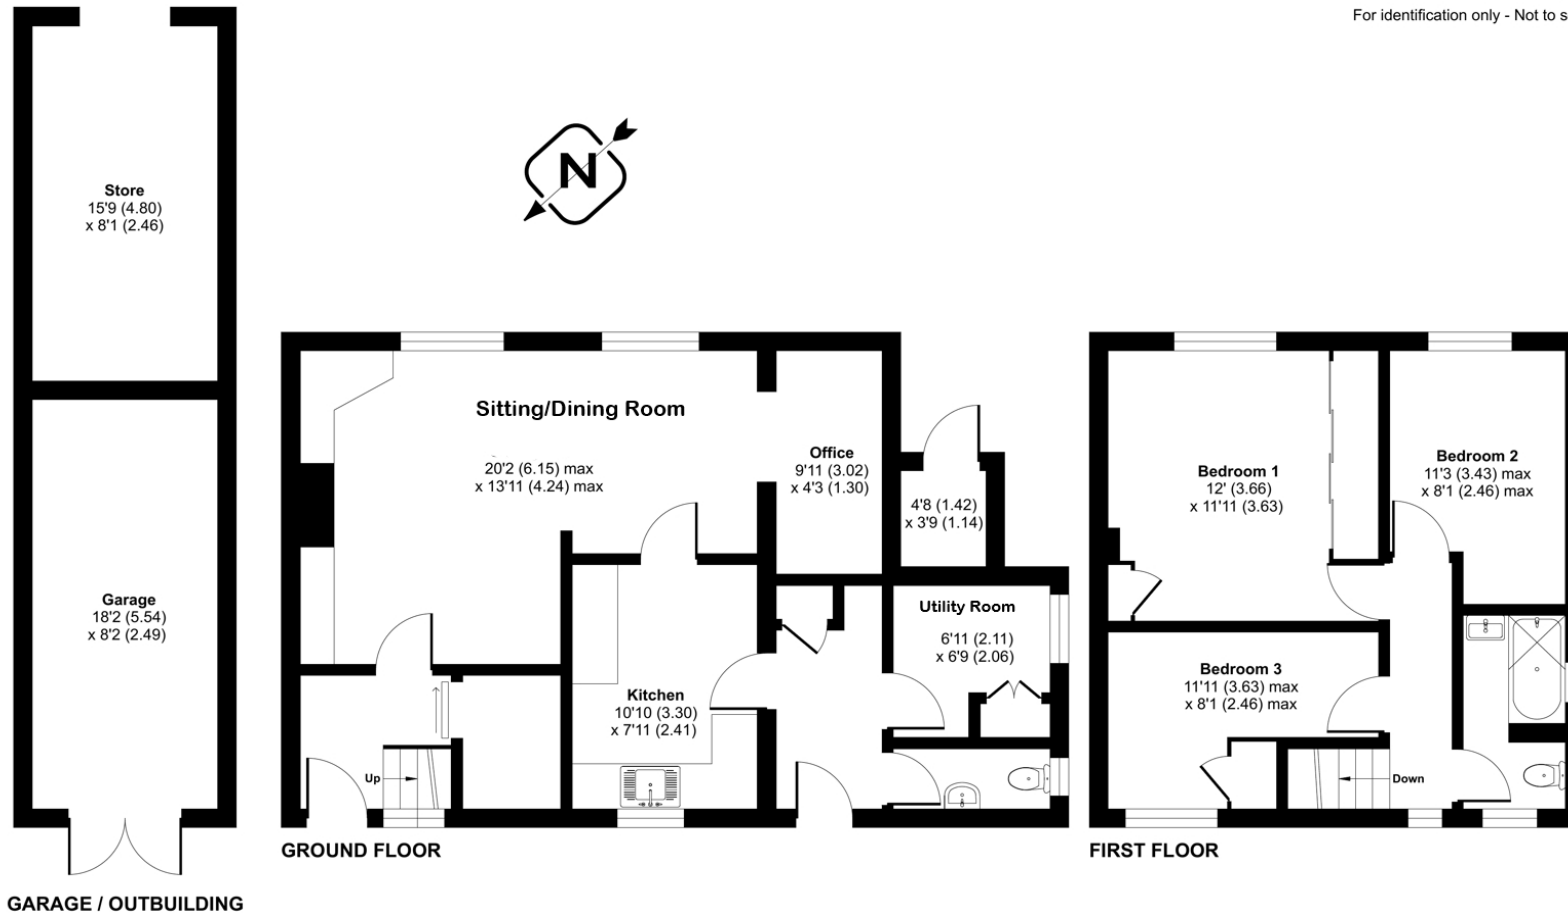 For identification only - Not to s
Store
15'9 (4.80)
x 8'1 (2.46)
N
Sitting/Dining Room
20'2 (6.15) max
x 13'11 (4.24) max
Office
9'11 (3.02)
x 4'3 (1.30)
4'8 (1.42)
x 3'9 (1.14)
Bedroom 1
12' (3.66)
x 11'11 (3.63)
Bedroom 2
11'3 (3.43) max
x 8'1 (2.46) max
Garage
18'2 (5.54)
x 8'2 (2.49)
Utility Room
6'11 (2.11)
x 6'9 (2.06)
Kitchen
10'10 (3.30)
x 7'11 (2.41)
Bedroom 3
11'11 (3.63) max
x 8'1 (2.46) max
Up
Down
GROUND FLOOR
FIRST FLOOR
GARAGE / OUTBUILDING